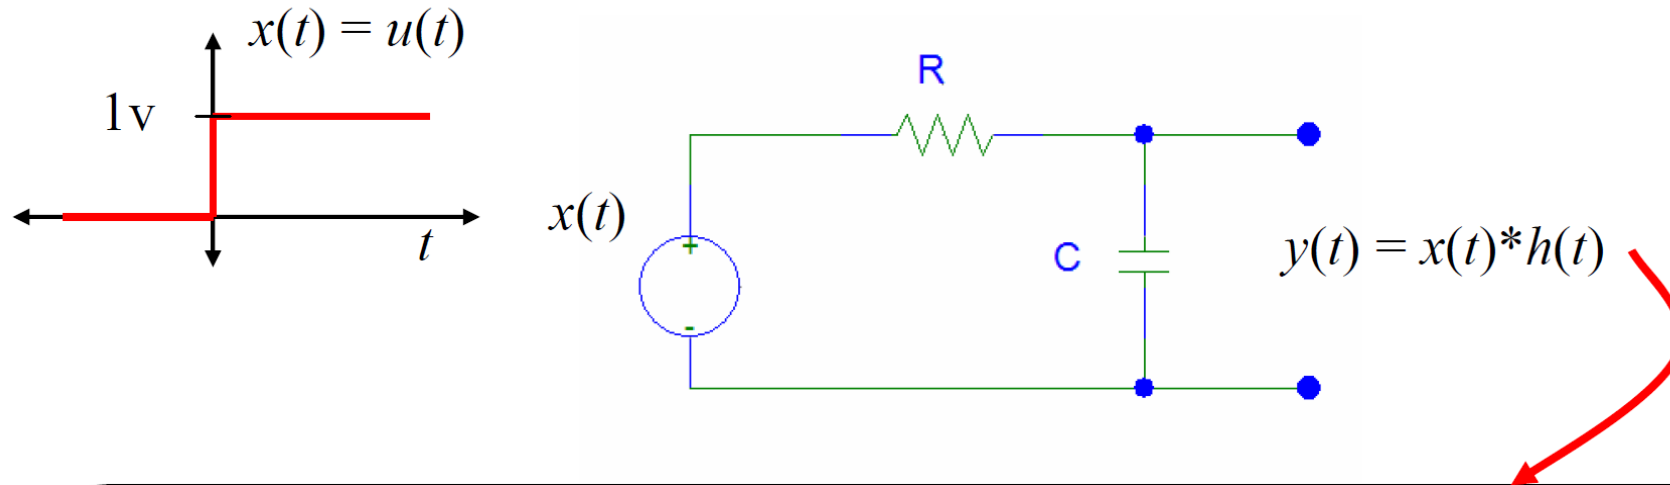 x(t) = u(t)
1v
t
R
x(t)
+
-
C
y(t) = x(t)*h(t)